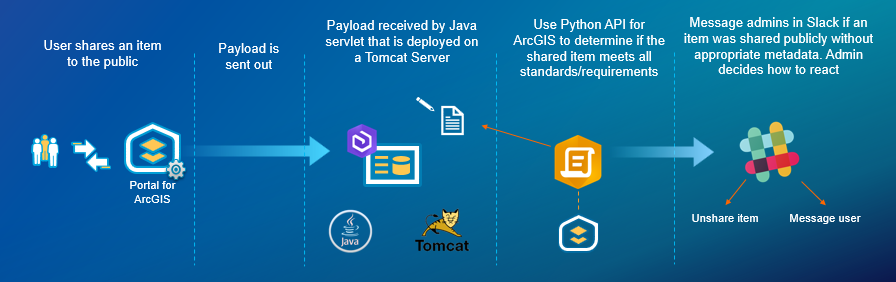 User shares an item
to the public
Payload is
sent out
Payload received by Java
servlet that is deployed on
a Tomcat Server
Use Python API for
ArcGIS to determine if the
shared item meets all
standards/requirements
Message admins in Slack if an
item was shared publicly without
appropriate metadata. Admin
decides how to react
Portal for
ArcGIS
Java
Tomcat
Unshare item
Message user